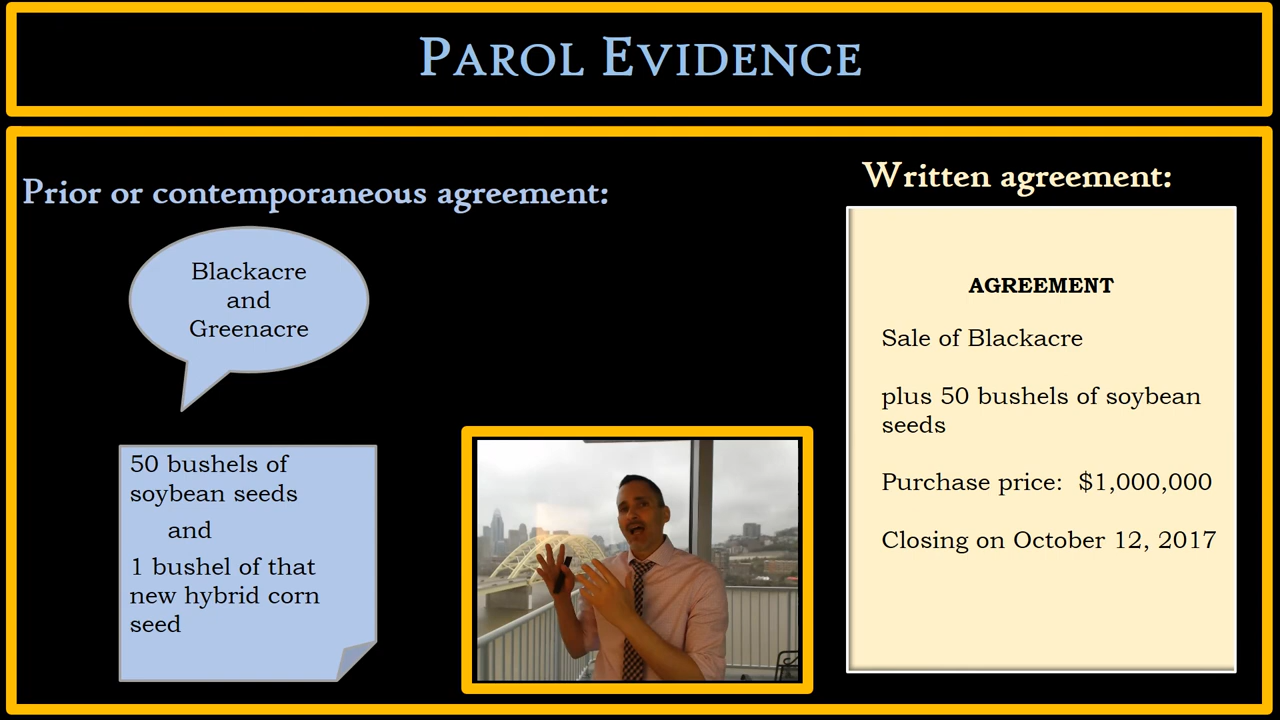 PAROL EVIDENCE
Prior or contemporaneous agreement:
Blackacre
and
Greenacre
50 bushels of
soybean seeds
and
1 bushel of that
new hybrid corn
seed
Written agreement:
AGREEMENT
Sale of Blackacre
plus 50 bushels of soybean
seeds
Purchase price: $1,000,000
Closing on October 12, 2017